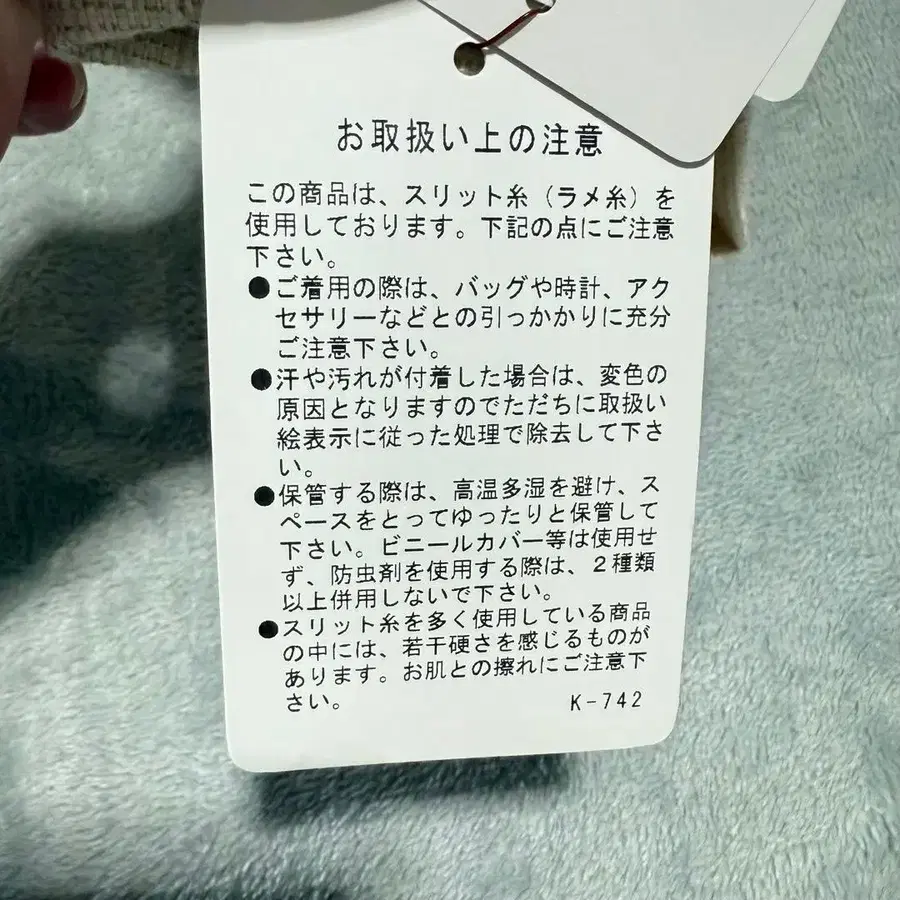 お取扱い上の注意
この商品は、スリット糸（ラメ糸）を
使用しております。下記の点にご注意
下さい。
●ご着用の際は、バッグや時計、アク
セサリーなどとの引っかかりに充分
ご注意下さい。
●汗や汚れが付着した場合は、変色の
原因となりますのでただちに取扱い
絵表示に従った処理で除去して下さ
い。
●保管する際は、高温多湿を避け、ス
ペースをとってゆったりと保管して
下さい。ビニールカバー等は使用せ
ず、防虫剤を使用する際は、２種類
以上併用しないで下さい。
●スリット糸を多く使用している商品
の中には、若干硬さを感じるものが
あります。お肌との擦れにご注意下
さい。
K-742